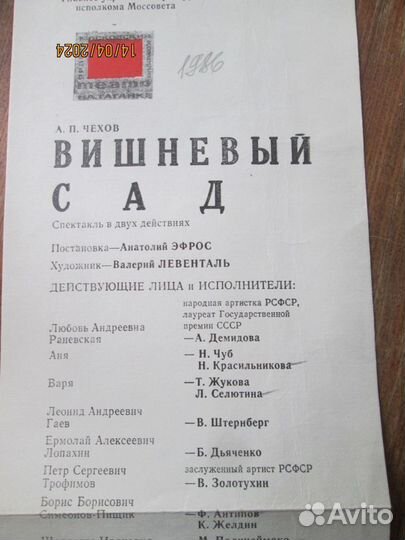 исполкома Моссовета
14/04/2024
1986
НА ТАГАНКЕ
А. П. ЧЕХОВ
ВИШНЕВЫЙ
САД
Спектакль в двух действиях
Постановка—Анатолий ЭФРОС
Художник—Валерий ЛЕВЕНТАЛЬ
ДЕЙСТВУЮЩИЕ ЛИЦА и ИСПОЛНИТЕЛИ:
народная артистка РСФСР,
лауреат Государственной
Любовь Андреевна премии СССР
Раневская —А. Демидова
Аня — Н. Чуб
Н. Красильникова
Варя —Т. Жукова
Л. Селютина
Леонид Андреевич
Гаев —В. Штернберг
Ермолай Алексеевич
Лопахин — Б. Дьяченко
Петр Сергеевич заслуженный артист РСФСР
Трофимов —В. Золотухин
Борис Борисович
Симеонов-Пищик — Ф. Антипов
К. Желдин
Avito